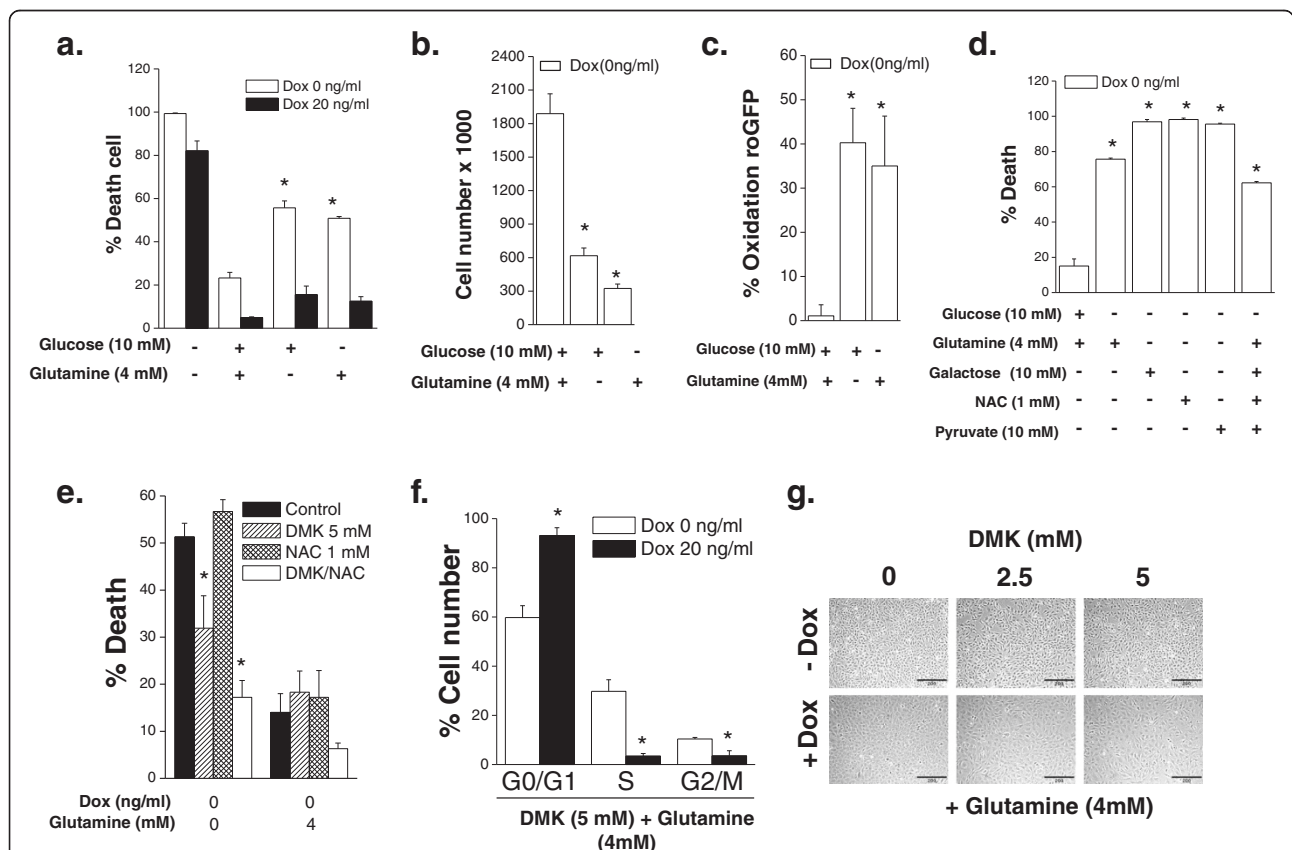 a.
120
100
80
60
40
20
0
% Death cell
Dox 0 ng/ml
Dox 20 ng/ml
*
*
Glucose (10 mM) - + + -
Glutamine (4 mM) - + - +
b.
2400
2100
1800
1500
1200
900
600
300
0
Cell number x 1000
Dox(0ng/ml)
*
*
Glucose (10 mM) + + -
Glutamine (4 mM) + - +
c.
60
50
40
30
20
10
0
% Oxidation roGFP
Dox(0ng/ml)
*
*
Glucose (10 mM) + + -
Glutamine (4mM) + - +
d.
120
100
80
60
40
20
0
% Death
Dox 0 ng/ml
*
*
*
*
*
Glucose (10 mM) + - - - - -
Glutamine (4 mM) + + - - - +
Galactose (10 mM) - - + - - +
NAC (1 mM) - - - + - +
Pyruvate (10 mM) - - - - + +
e.
60
50
40
30
20
10
0
% Death
Control
DMK 5 mM
NAC 1 mM
DMK/NAC
*
*
Dox (ng/ml) 0 0
Glutamine (mM) 0 4
f.
100
80
60
40
20
0
% Cell number
Dox 0 ng/ml
Dox 20 ng/ml
*
*
*
G0/G1 S G2/M
DMK (5 mM) + Glutamine
(4mM)
g.
DMK (mM)
0 2.5 5
- Dox
+ Dox
+ Glutamine (4mM)